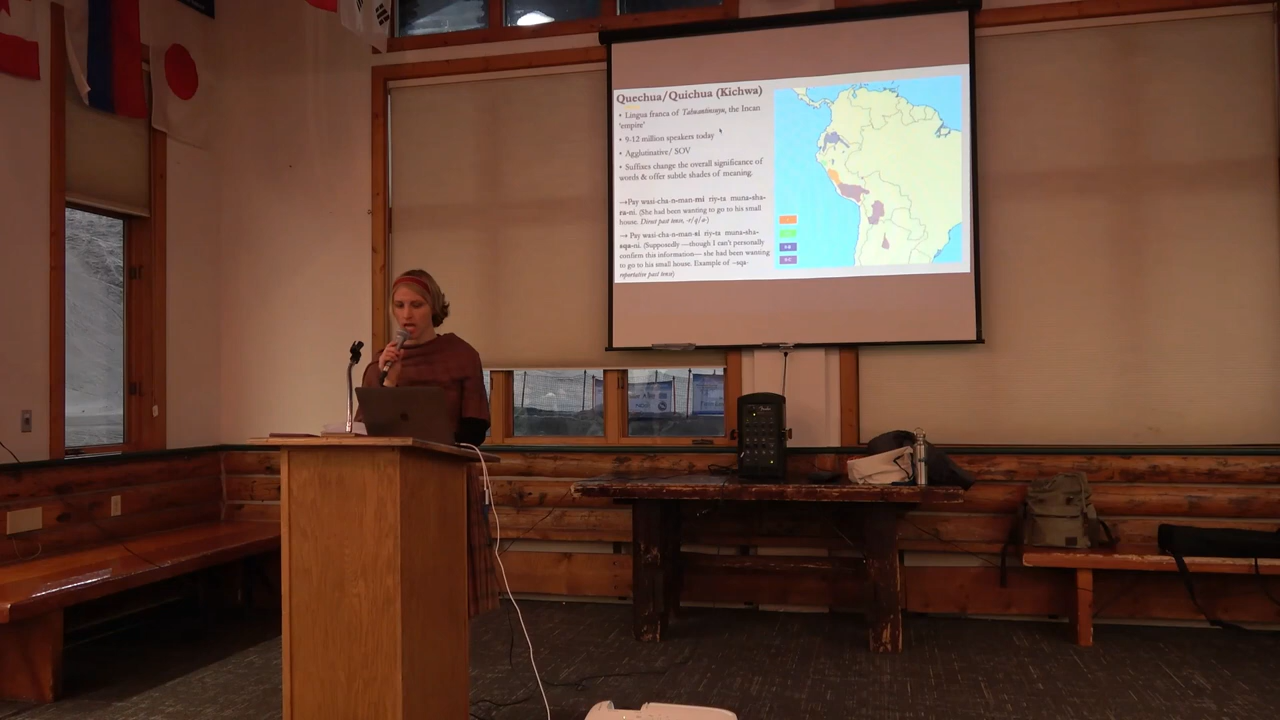 Quechua/Quichua (Kichwa)
• Lingua franca of Tahuantinsuyu, the Incan
'empire'
• 9-12 million speakers today
• Agglutinative/ SOV
• Suffixes change the overall significance of
words & offer subtle shades of meaning.
→Pay wasi-cha-n-man-mi riy-ta muna-sha-
ra-ni. (She had been wanting to go to his small
house. Direct past tense, -r/
→ Pay wasi-cha-n-man-si riy-ta muna-sha-
sqa-ni. (Supposedly —though I can't personally
confirm this information— she had been wanting
to go to his small house. Example of –sqa-
reportative past tense)